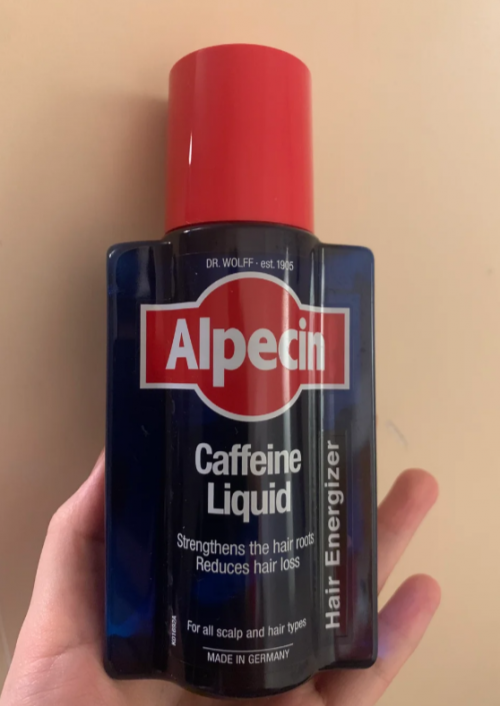 DR. WOLFF · est. 1905
Alpecin
Caffeine
Liquid
Strengthens the hair roots
Reduces hair loss
Hair Energizer
For all scalp and hair types
MADE IN GERMANY